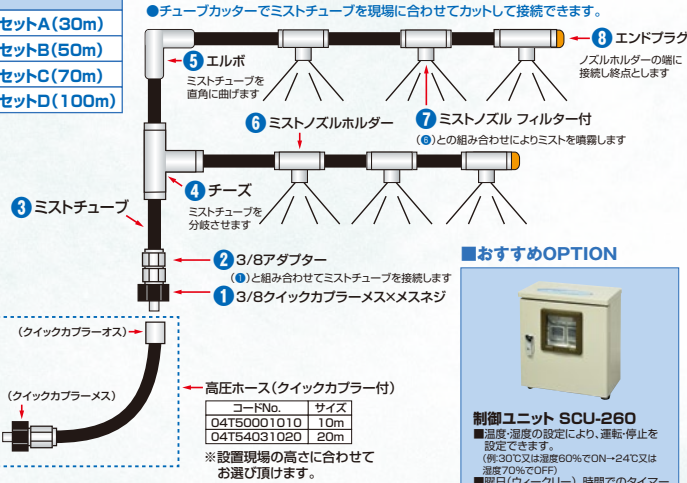 ●チューブカッターでミストチューブを現場に合わせてカットして接続できます。
セットA(30m)
セットB(50m)
セットC(70m)
セットD(100m)
5 エルボ
ミストチューブを
直角に曲げます
8 エンドプラグ
ノズルホルダーの端に
接続し終点とします
6 ミストノズルホルダー
7 ミストノズル フィルター付
(6)との組み合わせによりミストを噴霧します
4 チーズ
ミストチューブを
分岐させます
3 ミストチューブ
2 3/8アダプター
(1)と組み合わせてミストチューブを接続します
1 3/8クイックカプラーメス×メスネジ
(クイックカプラーオス)
(クイックカプラーメス)
高圧ホース(クイックカプラー付)
コードNo. サイズ
04T50001010 10m
04T54031020 20m
※設置現場の高さに合わせて
お選び頂けます。
■おすすめOPTION
制御ユニット SCU-260
■温度・湿度の設定により、運転・停止を
設定できます。
(例:30℃又は湿度60%でON→24℃又は
湿度70%でOFF)
■曜日(ウィークリー)、時間でのタイマー